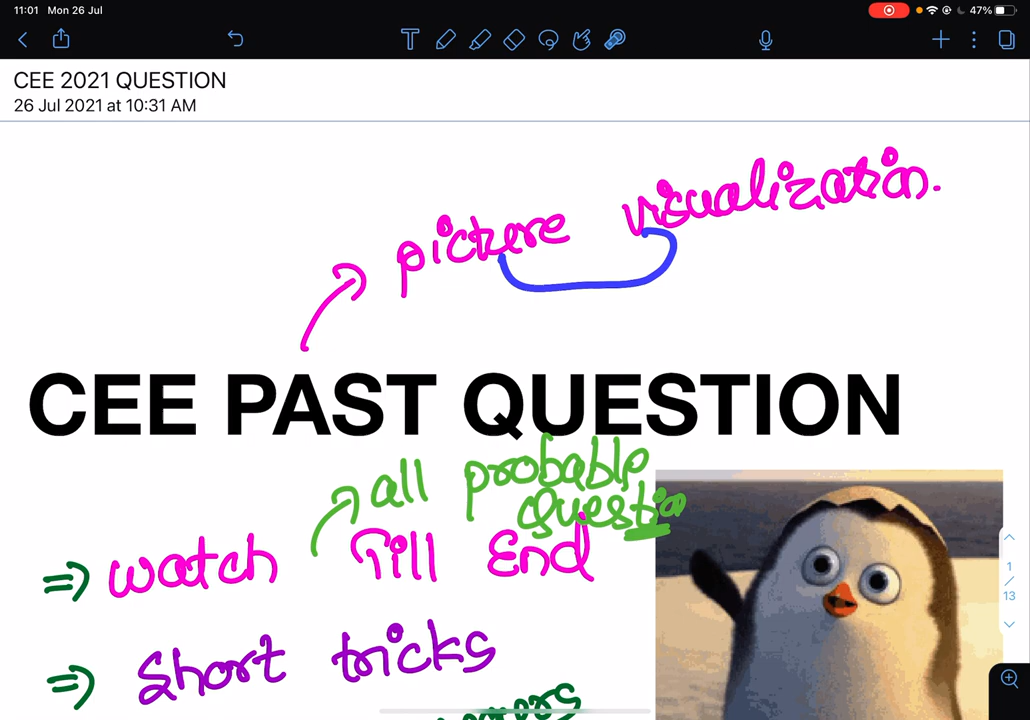 11:01 Mon 26 Jul
47%
T
CEE 2021 QUESTION
26 Jul 2021 at 10:31 AM
picture visualization.
CEE PAST QUESTION
all probable
question
⇒ watch Till End
⇒ short tricks
1
/
13